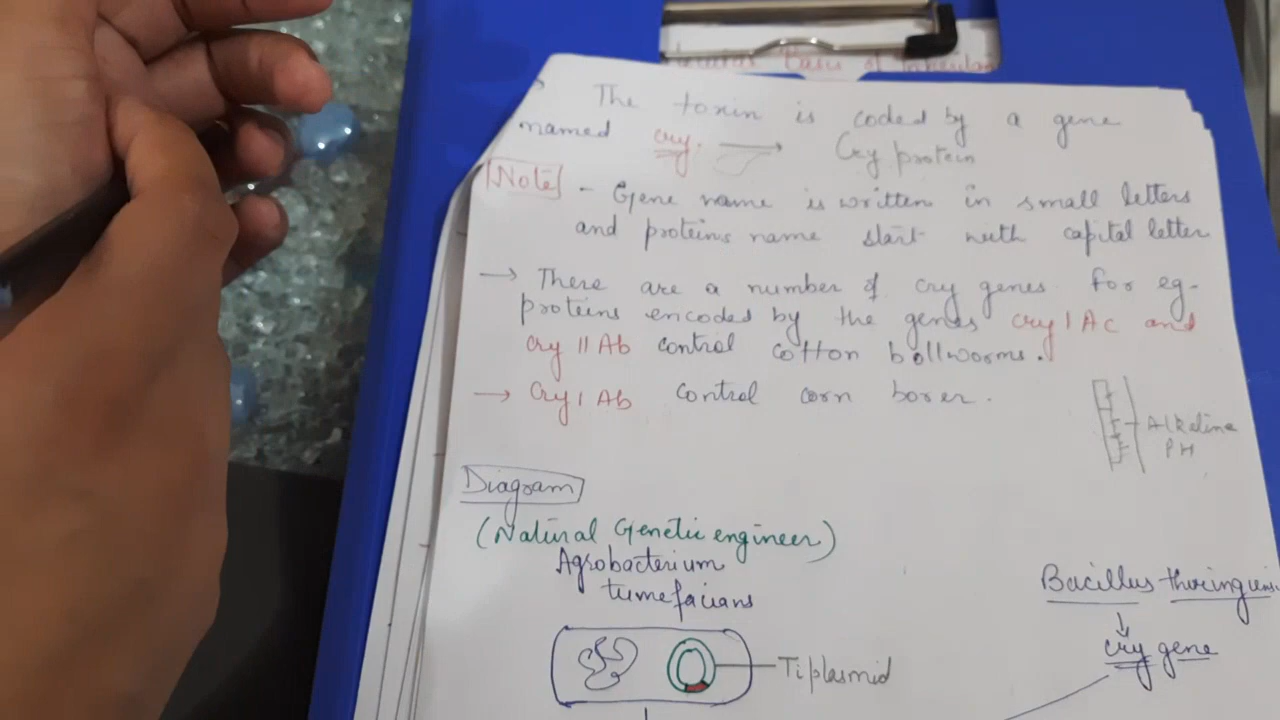 The toxin is coded by a gene
named cry. → Cry protein
Note - Gene name is written in small letters
and proteins name start with capital letter
→ There are a number of cry genes. For eg-
proteins encoded by the genes cry I Ac and
cry II Ab control cotton bollworms.
→ Cry I Ab control corn borer.
Alkaline
PH
Diagram
(Natural Genetic engineer)
Agrobacterium
tumefacians
Bacillus thuringiensis
cry gene
Ti plasmid